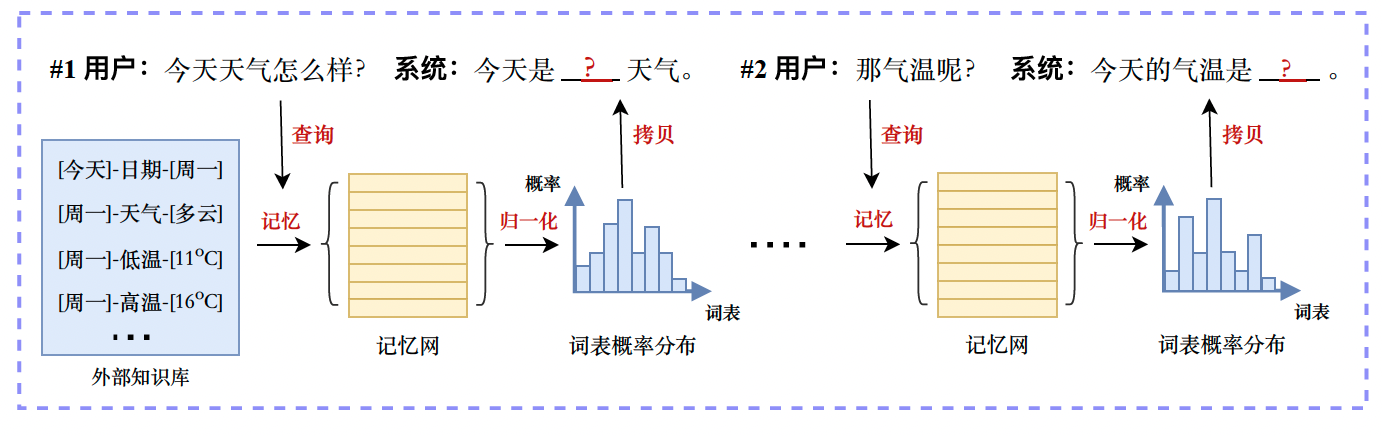 #1 用户：今天天气怎么样? 系统：今天是 ? 天气。 #2 用户：那气温呢? 系统：今天的气温是 ? 。
查询
拷贝
查询
拷贝
[今天]-日期-[周一]
[周一]-天气-[多云]
[周一]-低温-[11°C]
[周一]-高温-[16°C]
...
外部知识库
记忆
记忆网
归一化
概率
词表
词表概率分布
....
记忆
记忆网
归一化
概率
词表
词表概率分布